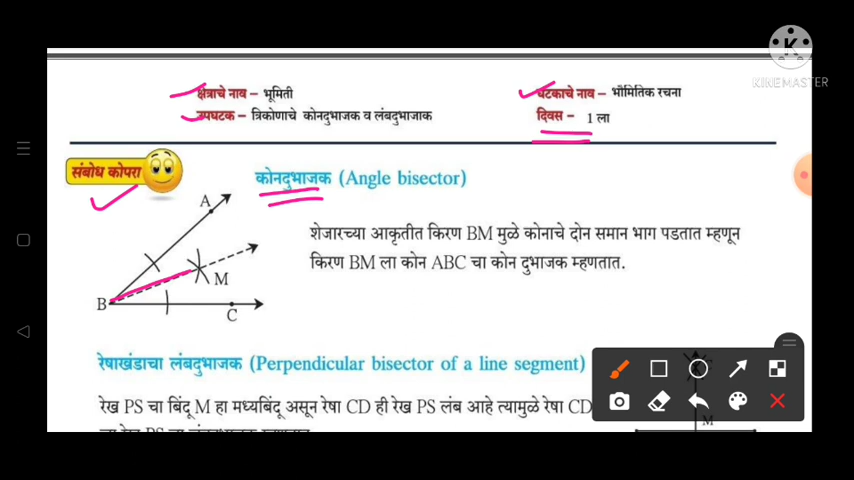 KINEMASTER
क्षेत्राचे नाव – भूमिती
घटकाचे नाव – भौमितिक रचना
उपघटक – त्रिकोणाचे कोनदुभाजक व लंबदुभाजाक
दिवस – 1 ला
संबोध कोपरा
कोनदुभाजक (Angle bisector)
A
शेजारच्या आकृतीत किरण BM मुळे कोनाचे दोन समान भाग पडतात म्हणून
किरण BM ला कोन ABC चा कोन दुभाजक म्हणतात.
M
B
C
रेषाखंडाचा लंबदुभाजक (Perpendicular bisector of a line segment)
रेख PS चा बिंदू M हा मध्यबिंदू असून रेषा CD ही रेख PS लंब आहे त्यामुळे रेषा CD
M